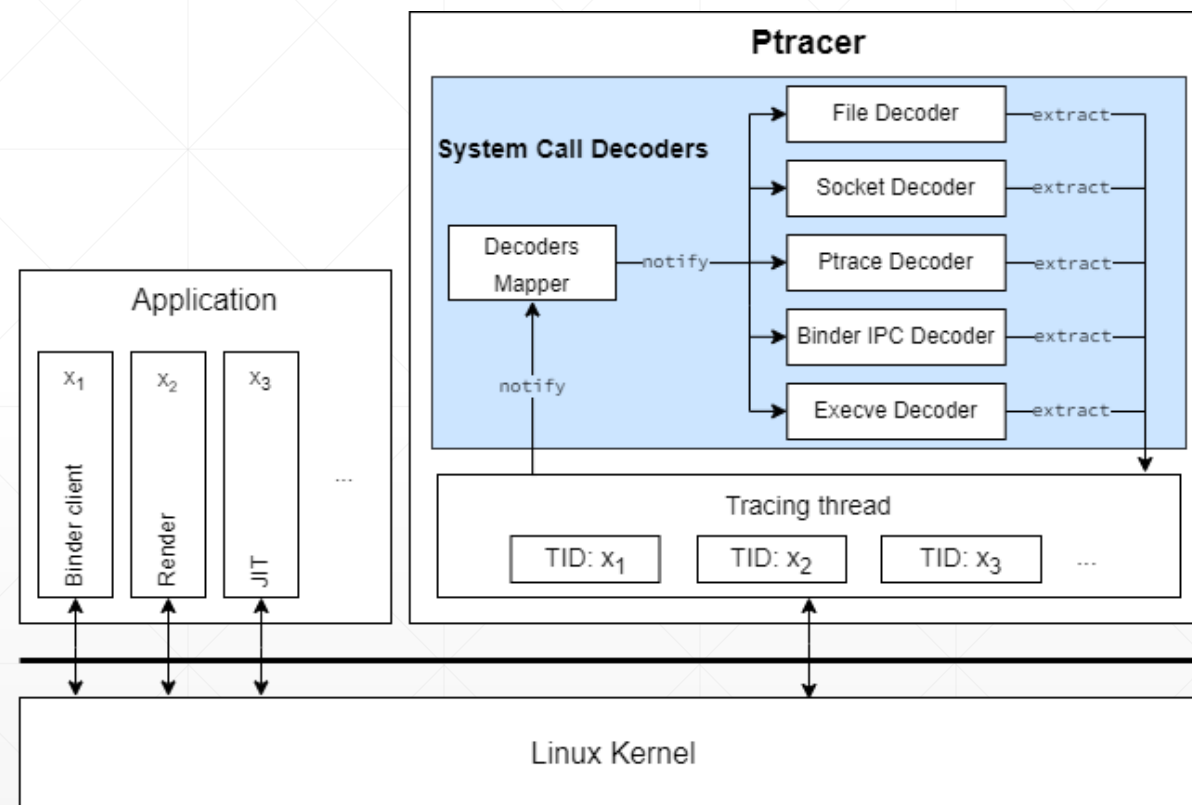 Ptracer
System Call Decoders
File Decoder
extract
Socket Decoder
extract
Decoders
Mapper
notify
Ptrace Decoder
extract
Binder IPC Decoder
extract
Execve Decoder
extract
notify
Tracing thread
TID: x₁
TID: x₂
TID: x₃
...
Application
x₁
Binder client
x₂
Render
x₃
JIT
...
Linux Kernel